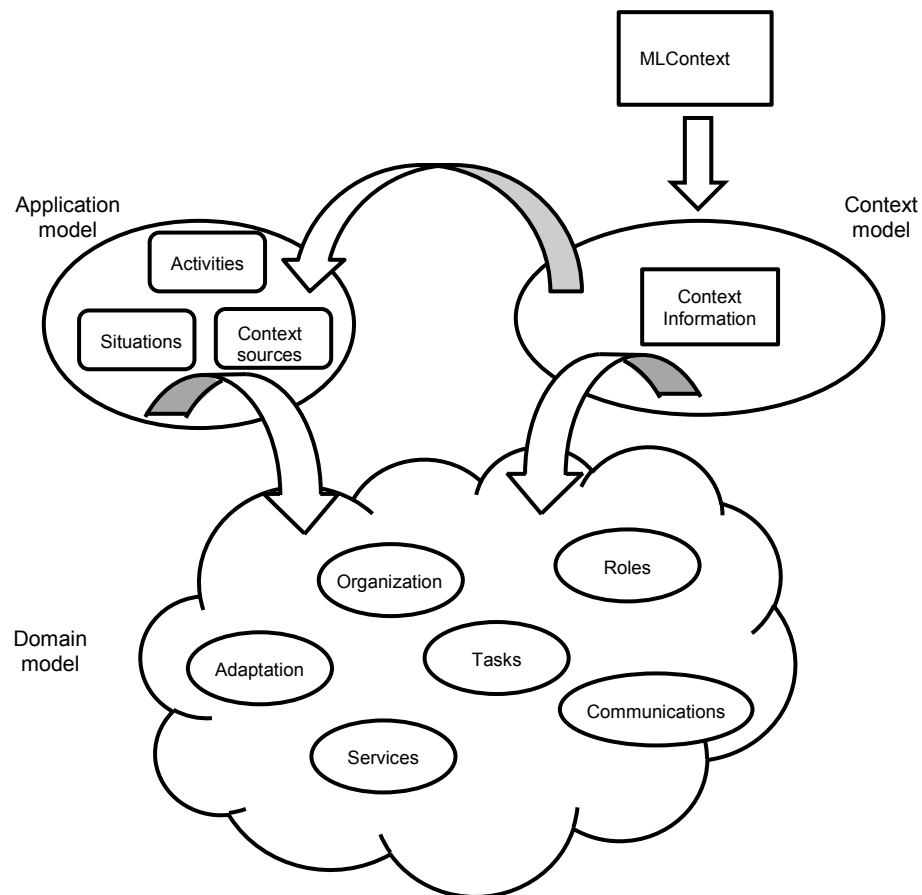 MLContext
Application
model
Context
model
Activities
Situations
Context
sources
Context
Information
Organization
Roles
Domain
model
Adaptation
Tasks
Communications
Services